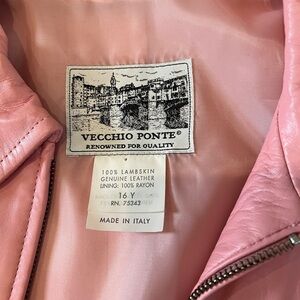 VECCHIO PONTE®
RENOWNED FOR QUALITY
100% LAMBSKIN
GENUINE LEATHER
LINING: 100% RAYON
16 Y
RN. 75343
MADE IN ITALY